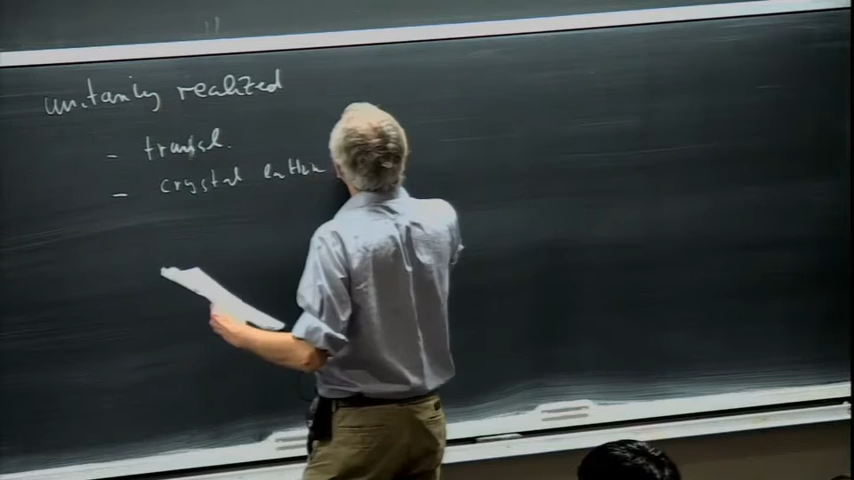 unitarily realized
- transl.
- crystal lattice